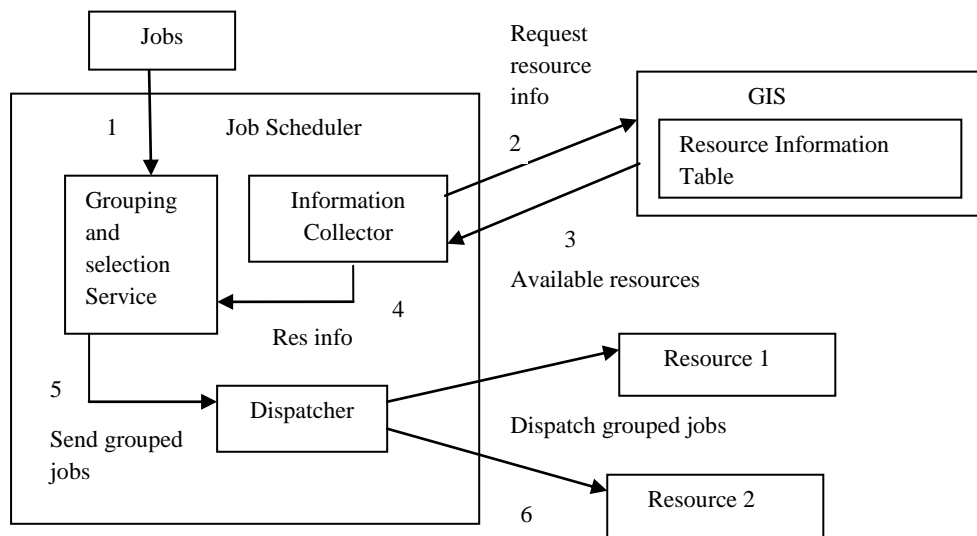 Jobs
Request
resource
info
GIS
1
Job Scheduler
2
Resource Information
Table
Grouping
and
selection
Service
Information
Collector
3
Available resources
4
Res info
Resource 1
5
Dispatcher
Send grouped
jobs
Dispatch grouped jobs
6
Resource 2